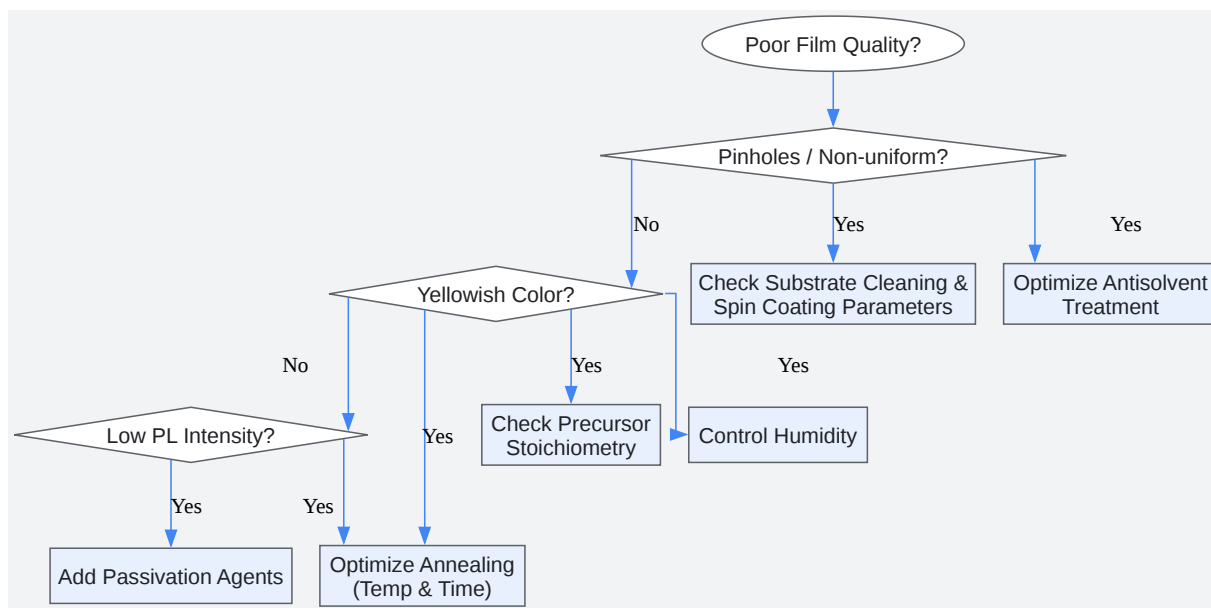 Poor Film Quality?
Pinholes / Non-uniform?
No
Yes
Yes
Check Substrate Cleaning &
Spin Coating Parameters
Optimize Antisolvent
Treatment
Yellowish Color?
No
Yes
Yes
Yes
Check Precursor
Stoichiometry
Control Humidity
Low PL Intensity?
Yes
Yes
Add Passivation Agents
Optimize Annealing
(Temp & Time)